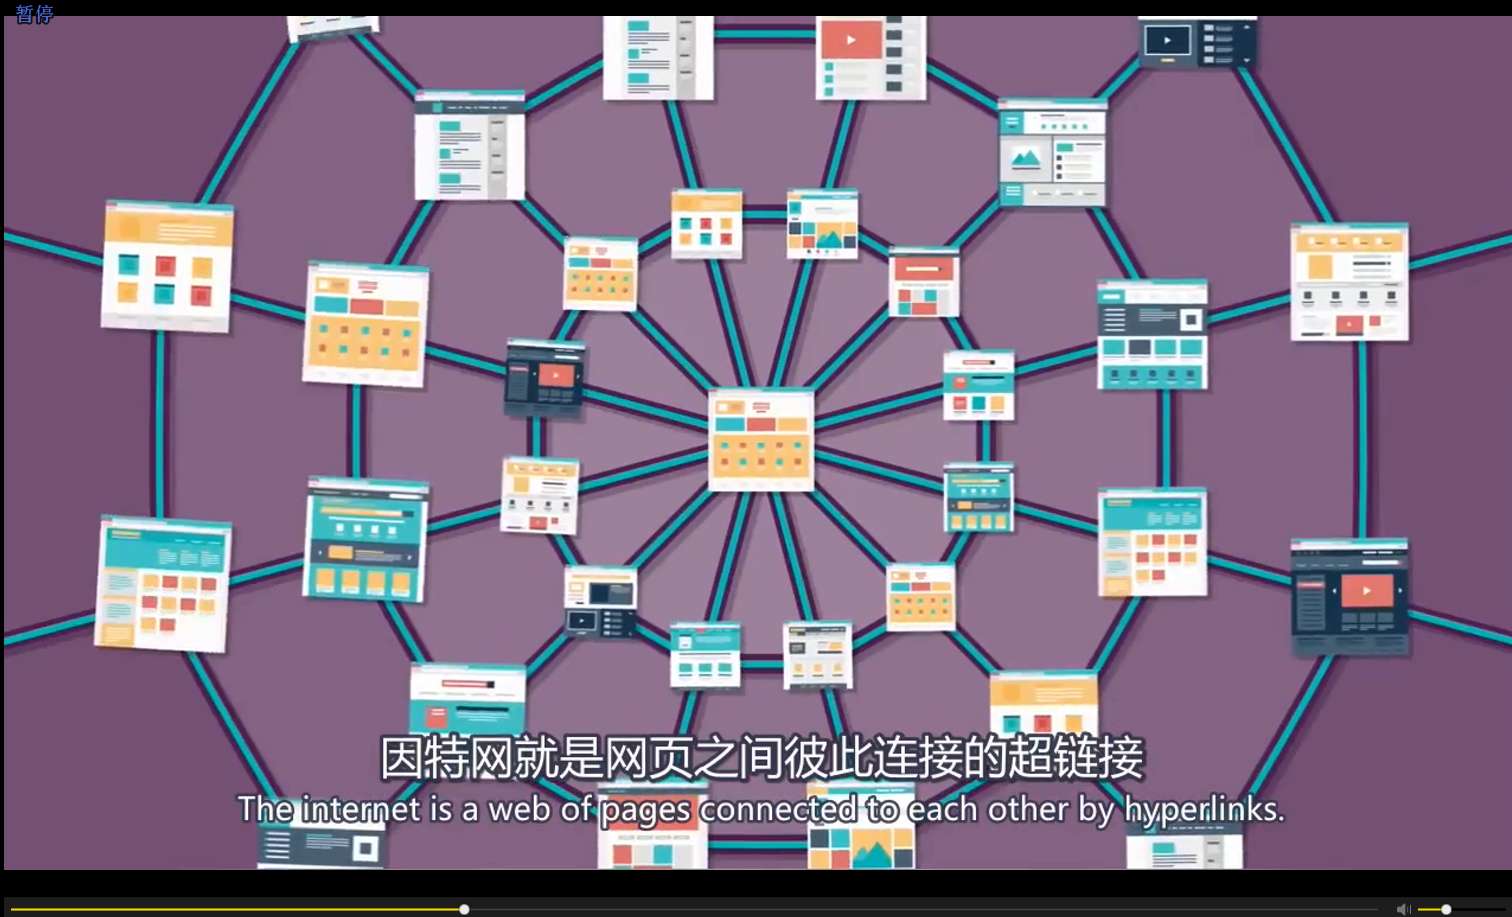 暂停
因特网就是网页之间彼此连接的超链接
The internet is a web of pages connected to each other by hyperlinks.